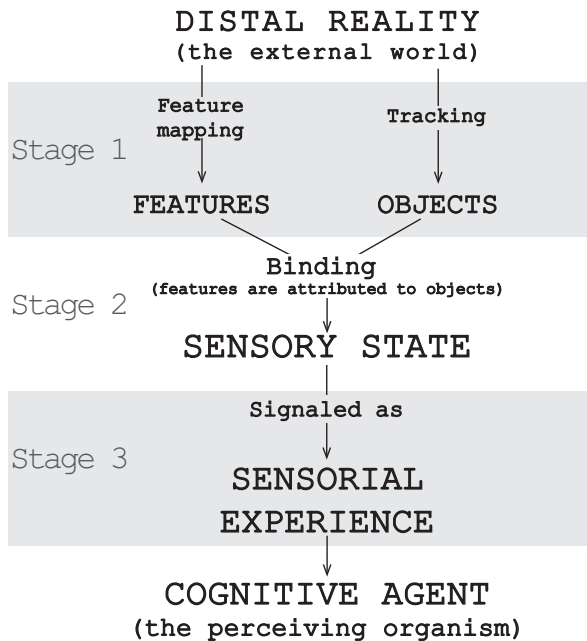 DISTAL REALITY
(the external world)
Feature
mapping
Tracking
Stage 1
FEATURES
OBJECTS
Binding
(features are attributed to objects)
Stage 2
SENSORY STATE
Signaled as
Stage 3
SENSORIAL
EXPERIENCE
COGNITIVE AGENT
(the perceiving organism)